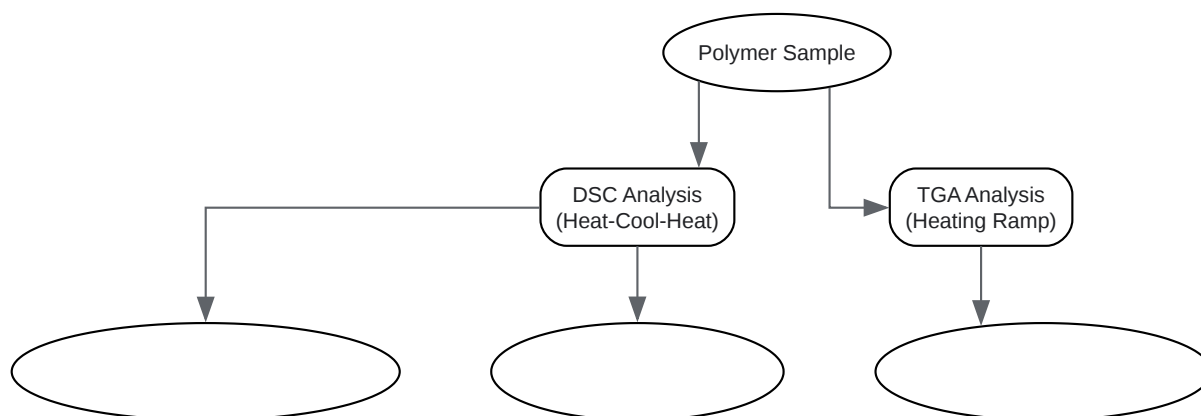 Polymer Sample
DSC Analysis
(Heat-Cool-Heat)
TGA Analysis
(Heating Ramp)